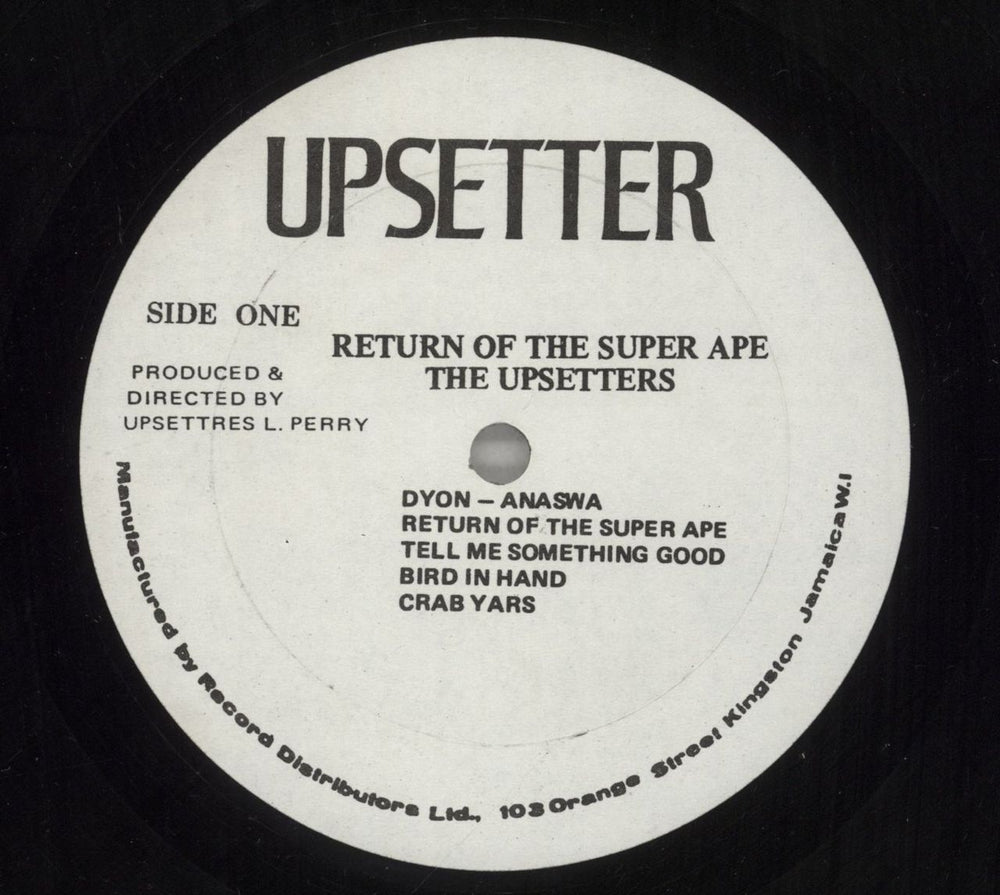 UPSETTER
SIDE ONE
RETURN OF THE SUPER APE
THE UPSETTERS
PRODUCED &
DIRECTED BY
UPSETTRES L. PERRY
DYON – ANASWA
RETURN OF THE SUPER APE
TELL ME SOMETHING GOOD
BIRD IN HAND
CRAB YARS
Manufactured by Record Distributors Ltd., 103 Orange Street Kingston Jamaica W.I